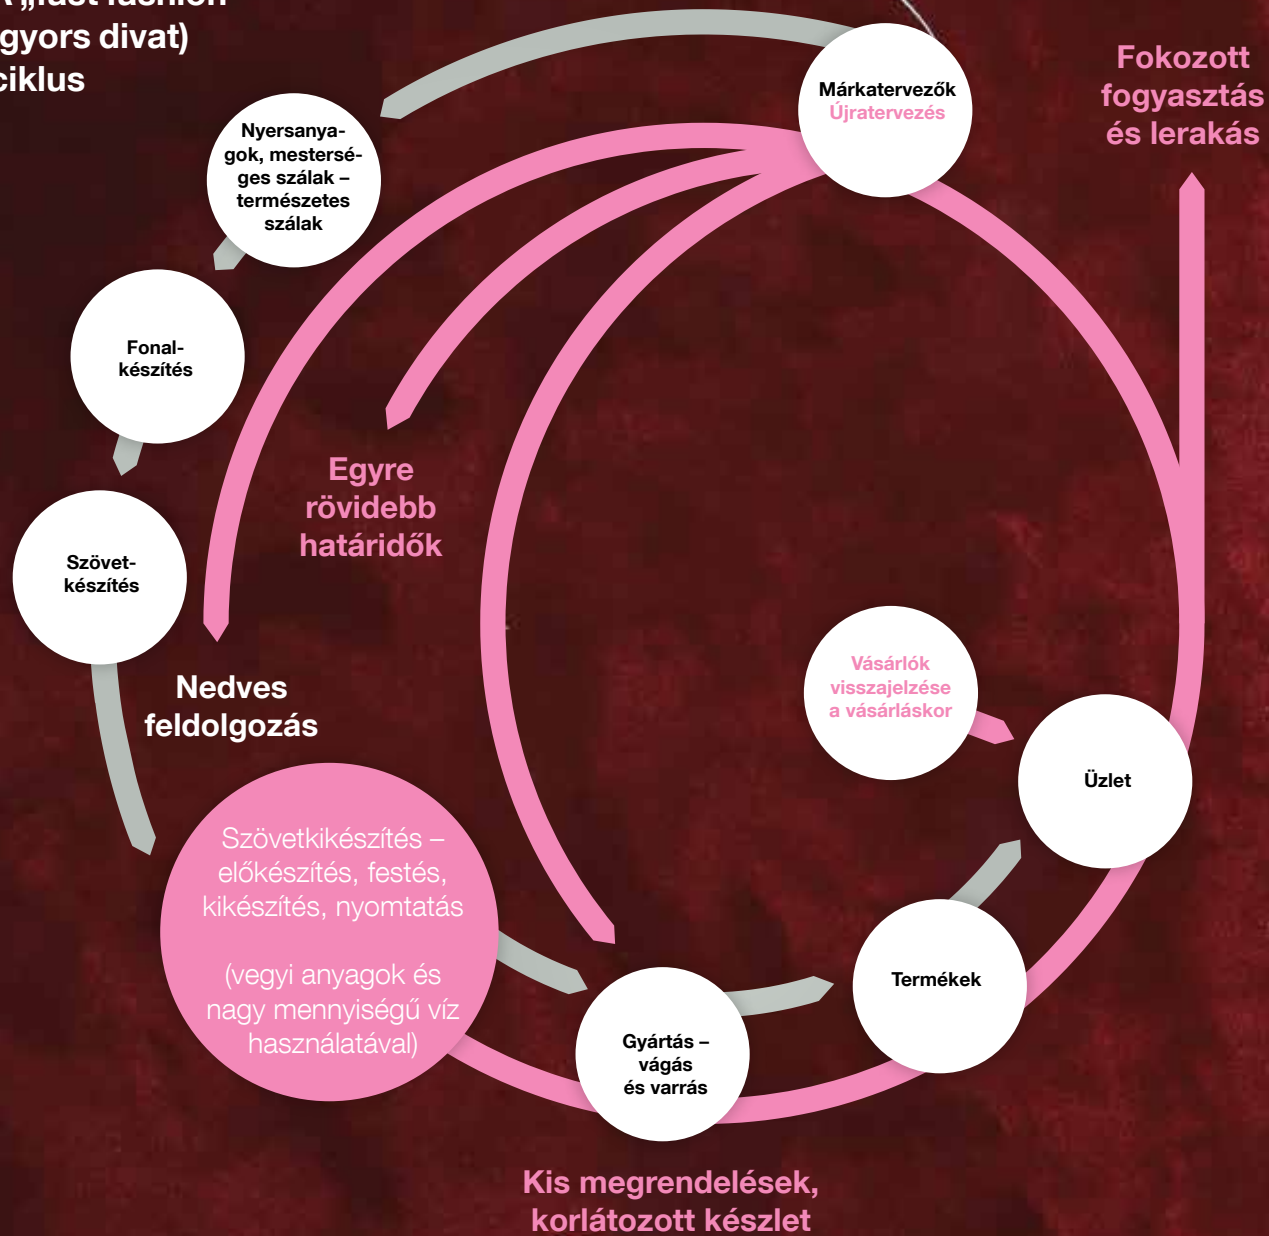 „fast fashion
gyors divat)
ciklus
Márkatervezők
Újratervezés
Fokozott
fogyasztás
és lerakás
Nyersanya-
gok, mestersé-
ges szálak –
természetes
szálak
Fonal-
készítés
Egyre
rövidebb
határidők
Szövet-
készítés
Nedves
feldolgozás
Vásárlók
visszajelzése
a vásárláskor
Üzlet
Szövetkikészítés –
előkészítés, festés,
kikészítés, nyomtatás
(vegyi anyagok és
nagy mennyiségű víz
használatával)
Termékek
Gyártás –
vágás
és varrás
Kis megrendelések,
korlátozott készlet